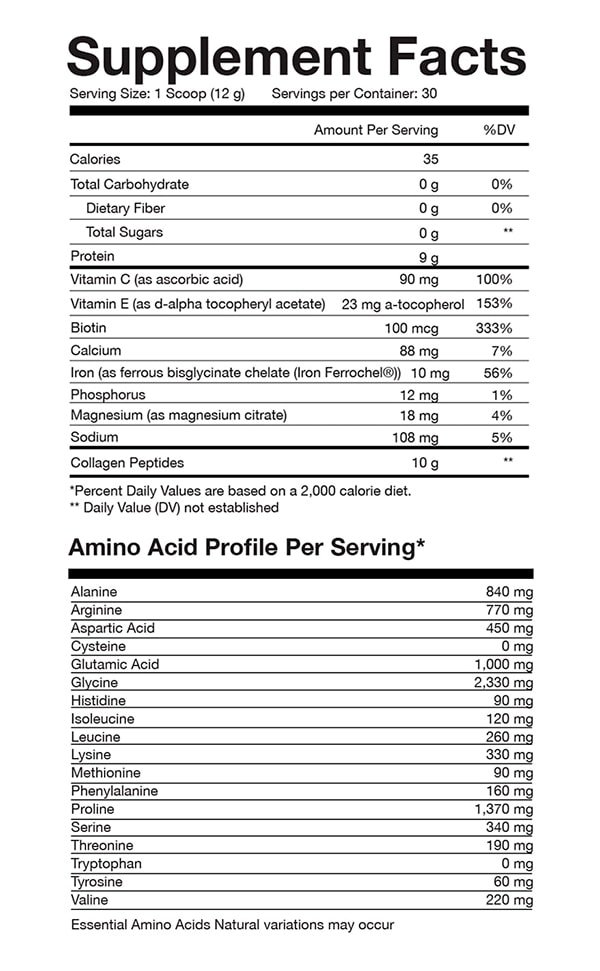 Supplement Facts
Serving Size: 1 Scoop (12 g) Servings per Container: 30
Amount Per Serving %DV
Calories 35
Total Carbohydrate 0 g 0%
Dietary Fiber 0 g 0%
Total Sugars 0 g **
Protein 9 g
Vitamin C (as ascorbic acid) 90 mg 100%
Vitamin E (as d-alpha tocopheryl acetate) 23 mg a-tocopherol 153%
Biotin 100 mcg 333%
Calcium 88 mg 7%
Iron (as ferrous bisglycinate chelate (Iron Ferrochel®)) 10 mg 56%
Phosphorus 12 mg 1%
Magnesium (as magnesium citrate) 18 mg 4%
Sodium 108 mg 5%
Collagen Peptides 10 g **
*Percent Daily Values are based on a 2,000 calorie diet.
** Daily Value (DV) not established
Amino Acid Profile Per Serving*
Alanine 840 mg
Arginine 770 mg
Aspartic Acid 450 mg
Cysteine 0 mg
Glutamic Acid 1,000 mg
Glycine 2,330 mg
Histidine 90 mg
Isoleucine 120 mg
Leucine 260 mg
Lysine 330 mg
Methionine 90 mg
Phenylalanine 160 mg
Proline 1,370 mg
Serine 340 mg
Threonine 190 mg
Tryptophan 0 mg
Tyrosine 60 mg
Valine 220 mg
Essential Amino Acids Natural variations may occur